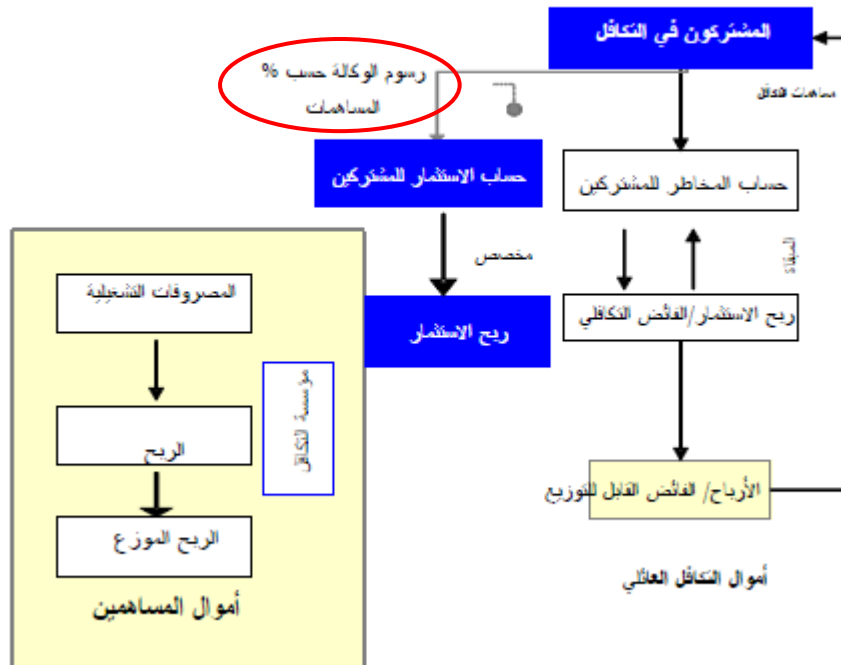 المشتركون في التكافل
مساهمات التكافل
رسوم الوكالة حسب %
المساهمات
حساب الاستثمار للمشتركين
حساب المخاطر للمشتركين
مخصص
المبقاة
ربح الاستثمار
ربح الاستثمار/الفائض التكافلي
المصروفات التشغيلية
مؤسسة التكافل
الربح
الأرباح/ الفائض القابل للتوزيع
الربح الموزع
أموال التكافل العائلي
أموال المساهمين